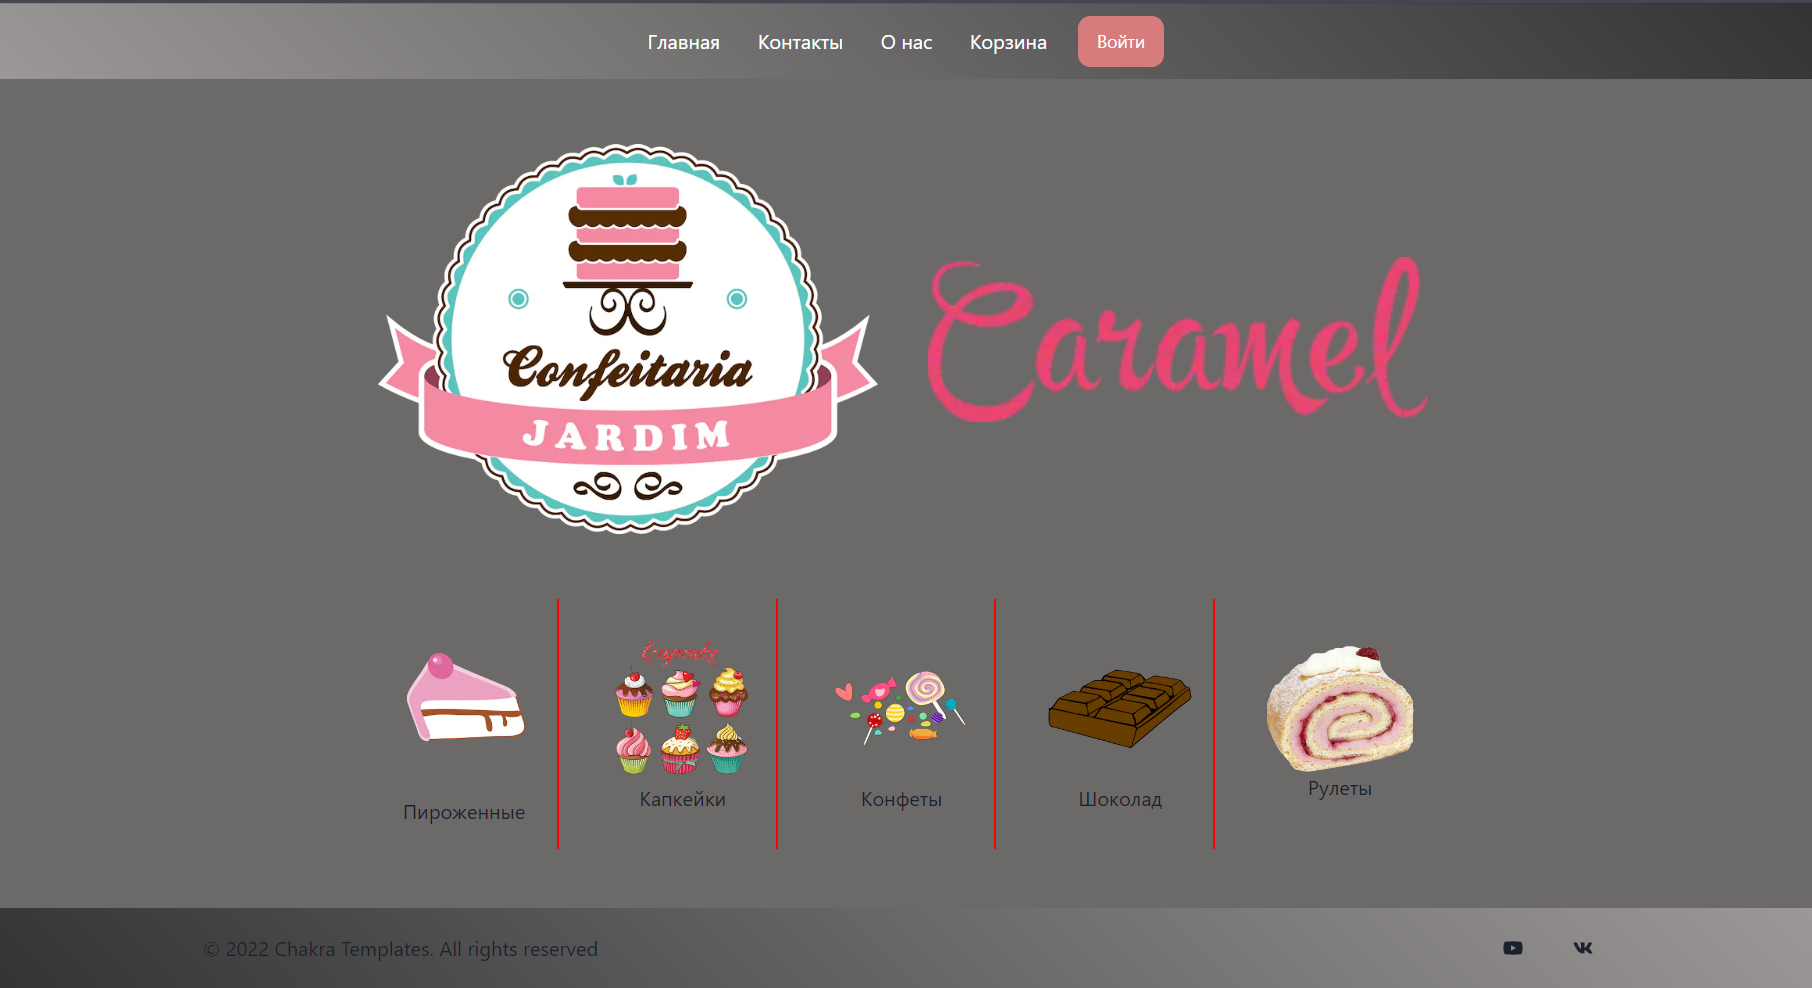 Главная Контакты О нас Корзина Войти
Confeitaria
JARDIM
Caramel
Cupcake
Пироженные
Капкейки
Конфеты
Шоколад
Рулеты
© 2022 Chakra Templates. All rights reserved